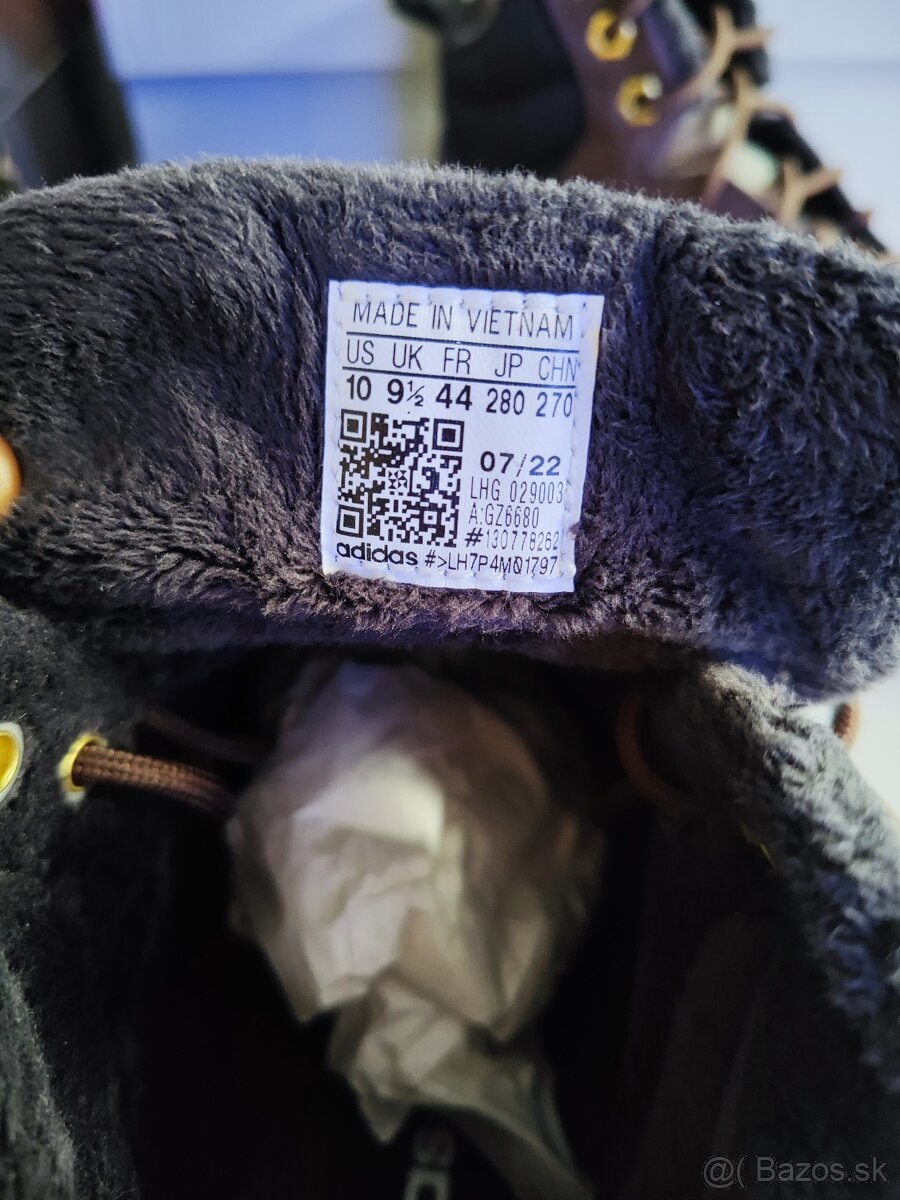 MADE IN VIETNAM
US UK FR JP CHN
10 9½ 44 280 270
07/22
LHG 029003
A:GZ6680
#130778262
adidas #>LH7P4M01797
@( Bazos.sk